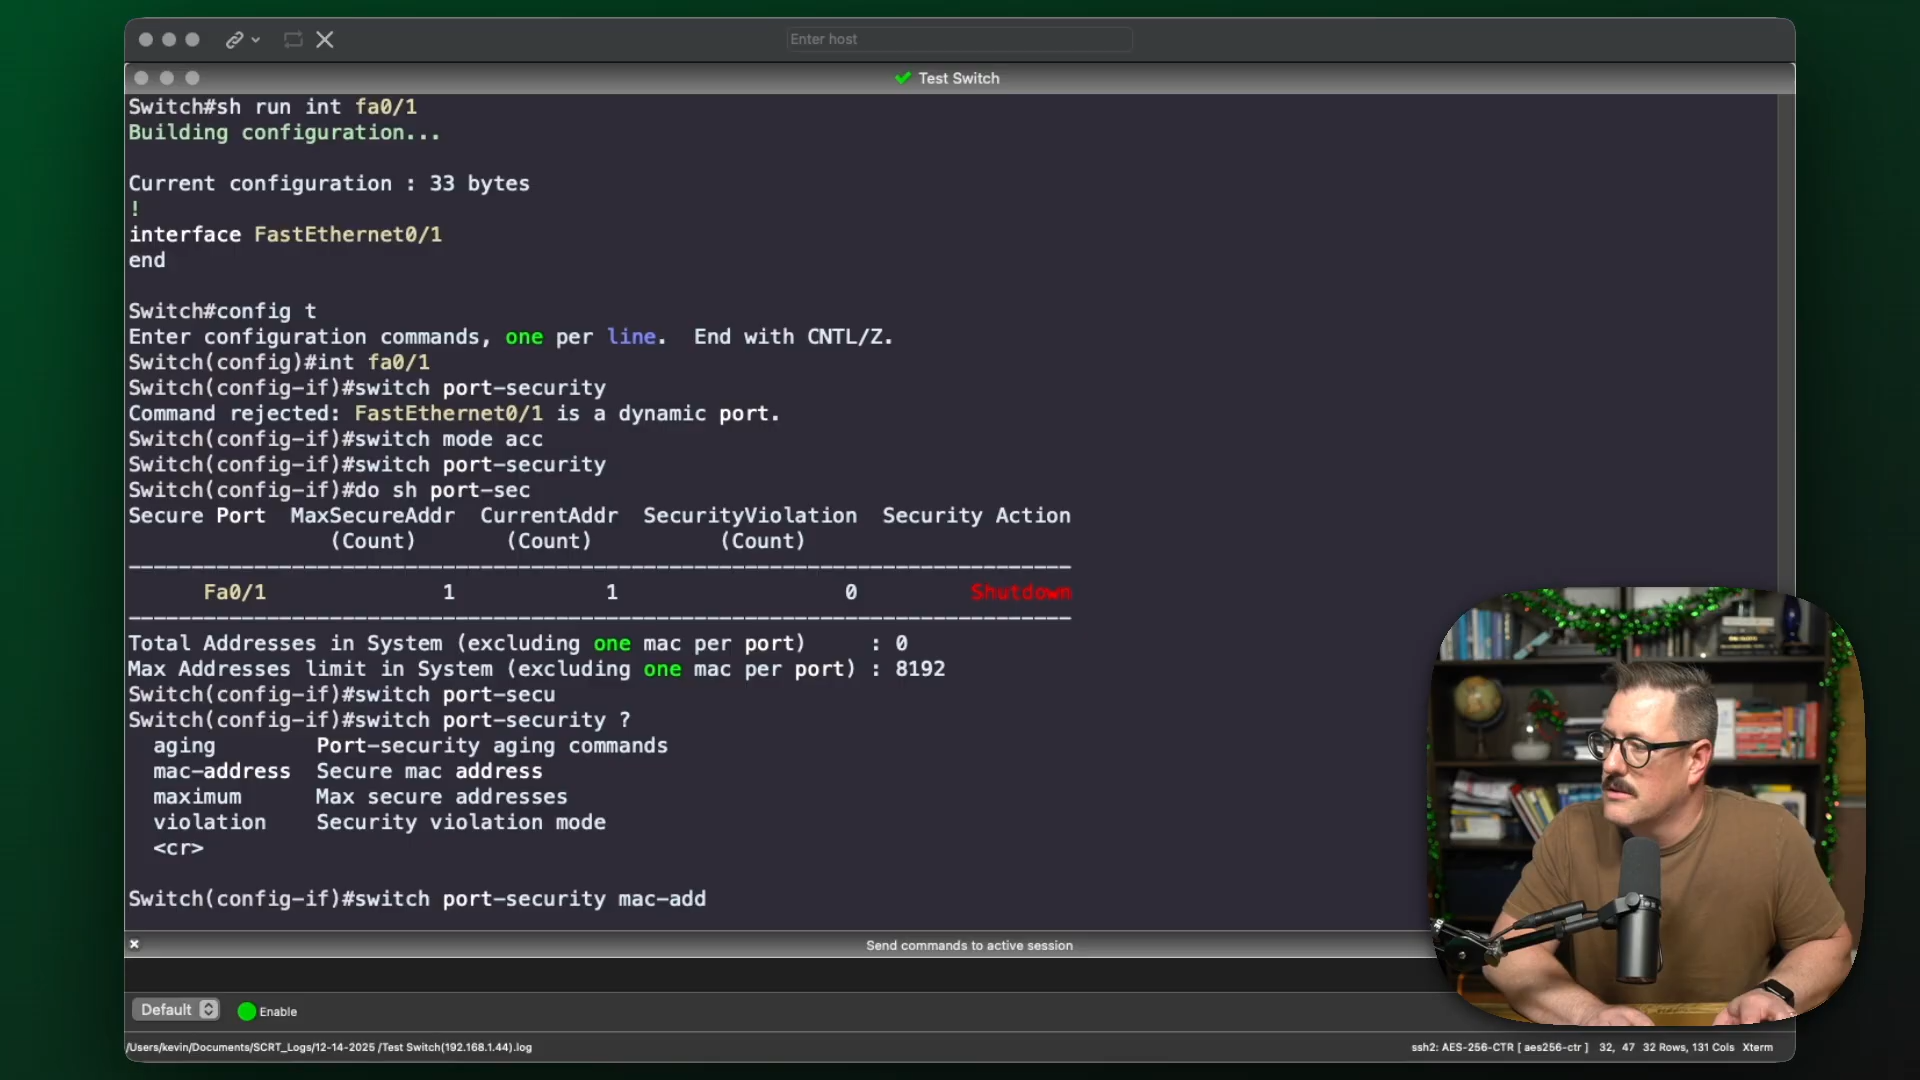 Enter host
Test Switch
Switch#sh run int fa0/1
Building configuration...
Current configuration : 33 bytes
!
interface FastEthernet0/1
end
Switch#config t
Enter configuration commands, one per line.  End with CNTL/Z.
Switch(config)#int fa0/1
Switch(config-if)#switch port-security
Command rejected: FastEthernet0/1 is a dynamic port.
Switch(config-if)#switch mode acc
Switch(config-if)#switch port-security
Switch(config-if)#do sh port-sec
Secure Port  MaxSecureAddr  CurrentAddr  SecurityViolation  Security Action
(Count)       (Count)          (Count)
---------------------------------------------------------------------------
Fa0/1              1            1                  0         Shutdown
---------------------------------------------------------------------------
Total Addresses in System (excluding one mac per port)     : 0
Max Addresses limit in System (excluding one mac per port) : 8192
Switch(config-if)#switch port-secu
Switch(config-if)#switch port-security ?
aging        Port-security aging commands
mac-address  Secure mac address
maximum      Max secure addresses
violation    Security violation mode
<cr>
Switch(config-if)#switch port-security mac-add
Send commands to active session
Default
Enable
/Users/kevin/Documents/SCRT_Logs/12-14-2025 /Test Switch(192.168.1.44).log
ssh2: AES-256-CTR [ aes256-ctr ]   32, 47   32 Rows, 131 Cols   Xterm